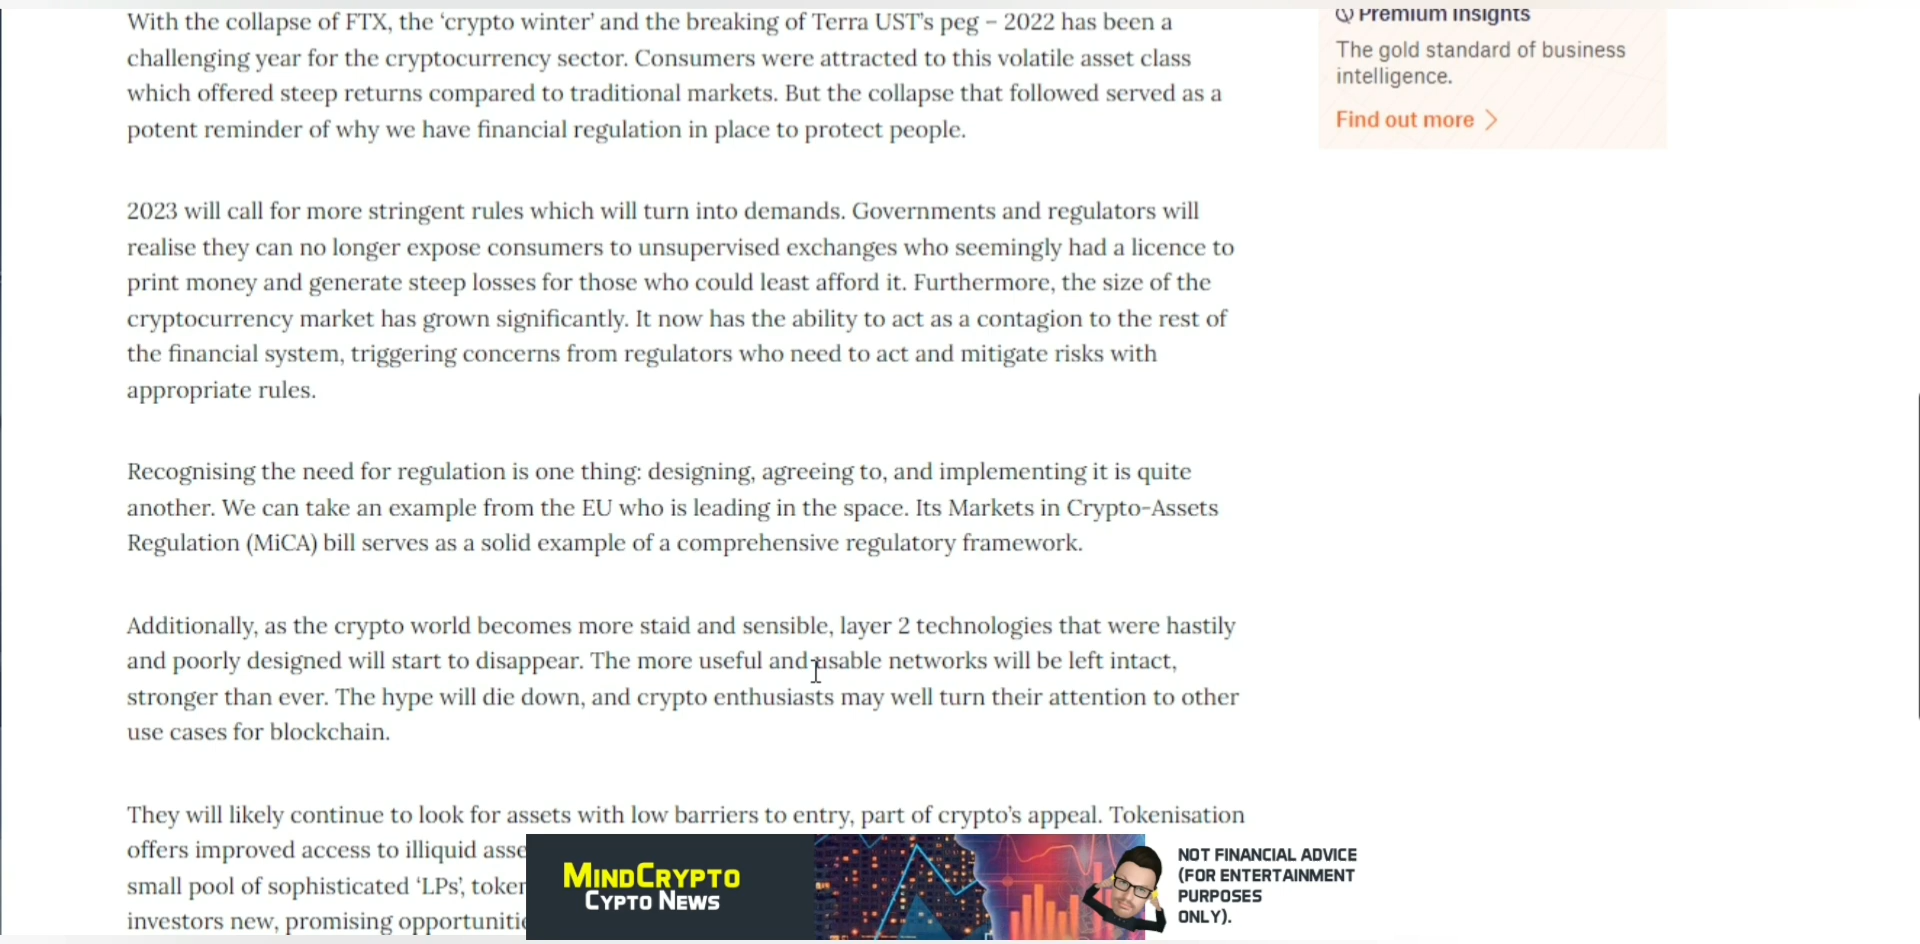 With the collapse of FTX, the ‘crypto winter’ and the breaking of Terra UST’s peg – 2022 has been a
challenging year for the cryptocurrency sector. Consumers were attracted to this volatile asset class
which offered steep returns compared to traditional markets. But the collapse that followed served as a
potent reminder of why we have financial regulation in place to protect people.
2023 will call for more stringent rules which will turn into demands. Governments and regulators will
realise they can no longer expose consumers to unsupervised exchanges who seemingly had a licence to
print money and generate steep losses for those who could least afford it. Furthermore, the size of the
cryptocurrency market has grown significantly. It now has the ability to act as a contagion to the rest of
the financial system, triggering concerns from regulators who need to act and mitigate risks with
appropriate rules.
Recognising the need for regulation is one thing: designing, agreeing to, and implementing it is quite
another. We can take an example from the EU who is leading in the space. Its Markets in Crypto-Assets
Regulation (MiCA) bill serves as a solid example of a comprehensive regulatory framework.
Additionally, as the crypto world becomes more staid and sensible, layer 2 technologies that were hastily
and poorly designed will start to disappear. The more useful and usable networks will be left intact,
stronger than ever. The hype will die down, and crypto enthusiasts may well turn their attention to other
use cases for blockchain.
They will likely continue to look for assets with low barriers to entry, part of crypto’s appeal. Tokenisation
offers improved access to illiquid asse
small pool of sophisticated ‘LPs’, toker
investors new, promising opportunitie
Premium Insights
The gold standard of business
intelligence.
Find out more
MINDCRYPTO
CYPTO NEWS
NOT FINANCIAL ADVICE
(FOR ENTERTAINMENT
PURPOSES
ONLY).